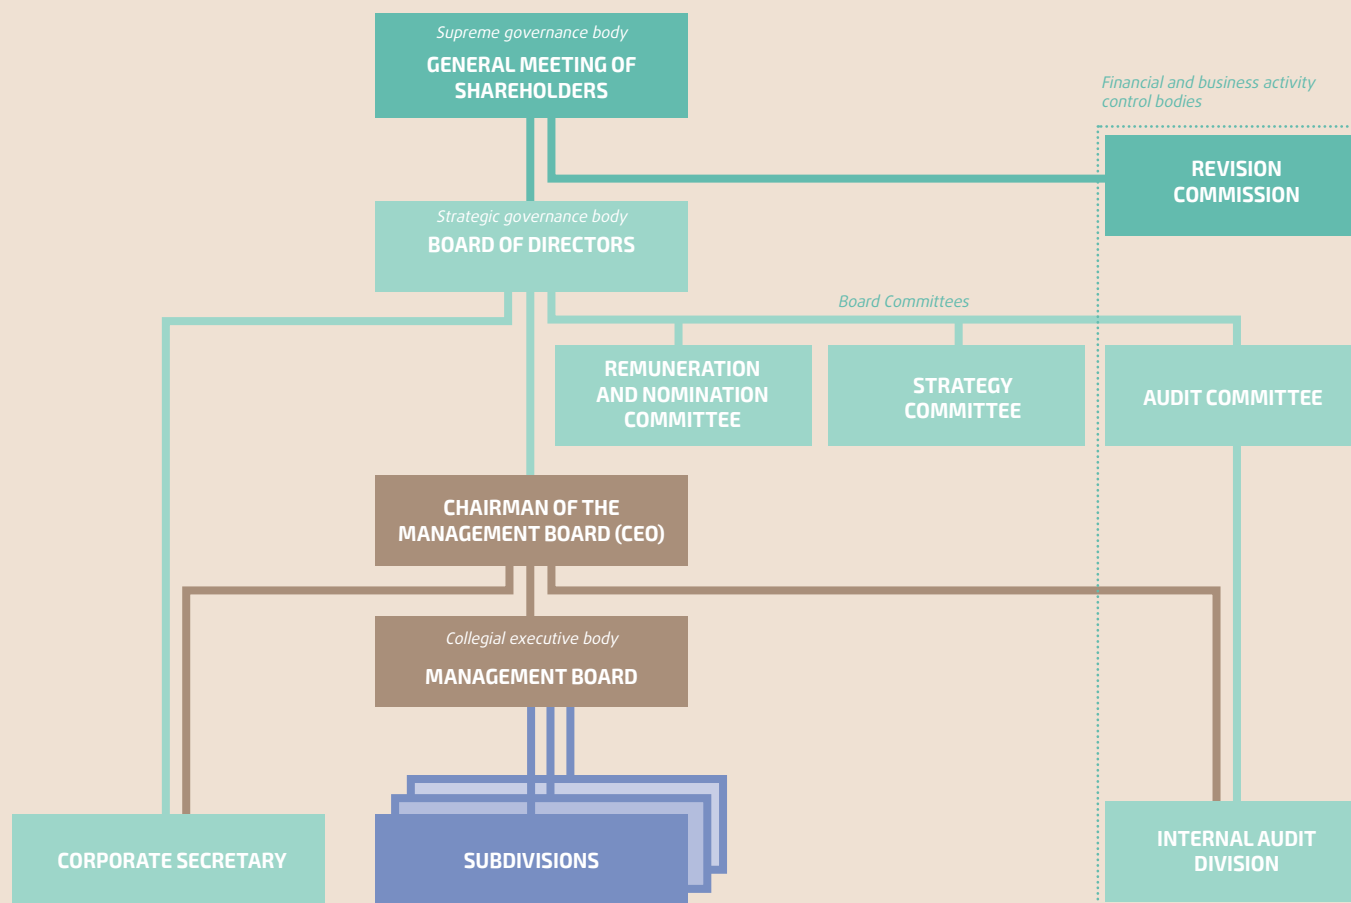 Supreme governance body
GENERAL MEETING OF
SHAREHOLDERS
Financial and business activity
control bodies
REVISION
COMMISSION
Strategic governance body
BOARD OF DIRECTORS
Board Committees
REMUNERATION
AND NOMINATION
COMMITTEE
STRATEGY
COMMITTEE
AUDIT COMMITTEE
CHAIRMAN OF THE
MANAGEMENT BOARD (CEO)
Collegial executive body
MANAGEMENT BOARD
CORPORATE SECRETARY
SUBDIVISIONS
INTERNAL AUDIT
DIVISION